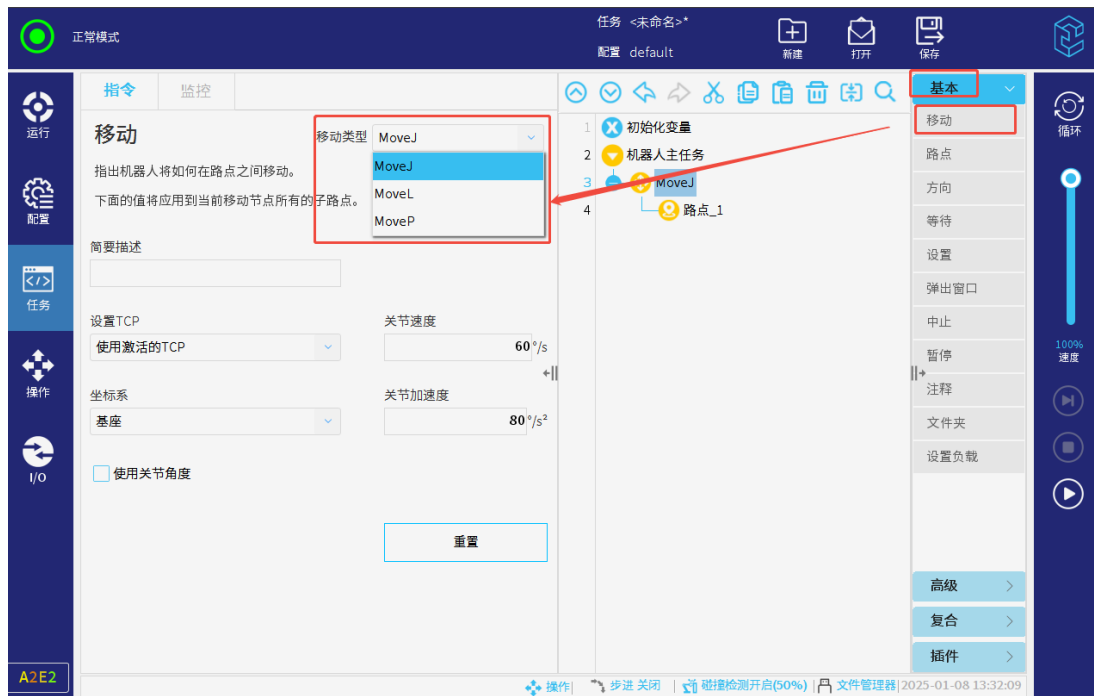 正常模式
任务 <未命名>*
配置 default
新建
打开
保存
运行
配置
任务
操作
I/O
A2E2
指令
监控
移动
移动类型 MoveJ
MoveJ
MoveL
MoveP
指出机器人将如何在路点之间移动。
下面的值将应用到当前移动节点所有的子路点。
简要描述
设置TCP
使用激活的TCP
关节速度
60 °/s
坐标系
基座
关节加速度
80 °/s²
使用关节角度
重置
1 初始化变量
2 机器人主任务
3 MoveJ
4 路点_1
基本
移动
路点
方向
等待
设置
弹出窗口
中止
暂停
注释
文件夹
设置负载
高级
复合
插件
循环
100%
速度
操作| 步进 关闭 | 碰撞检测开启(50%) | 文件管理器|2025-01-08 13:32:09